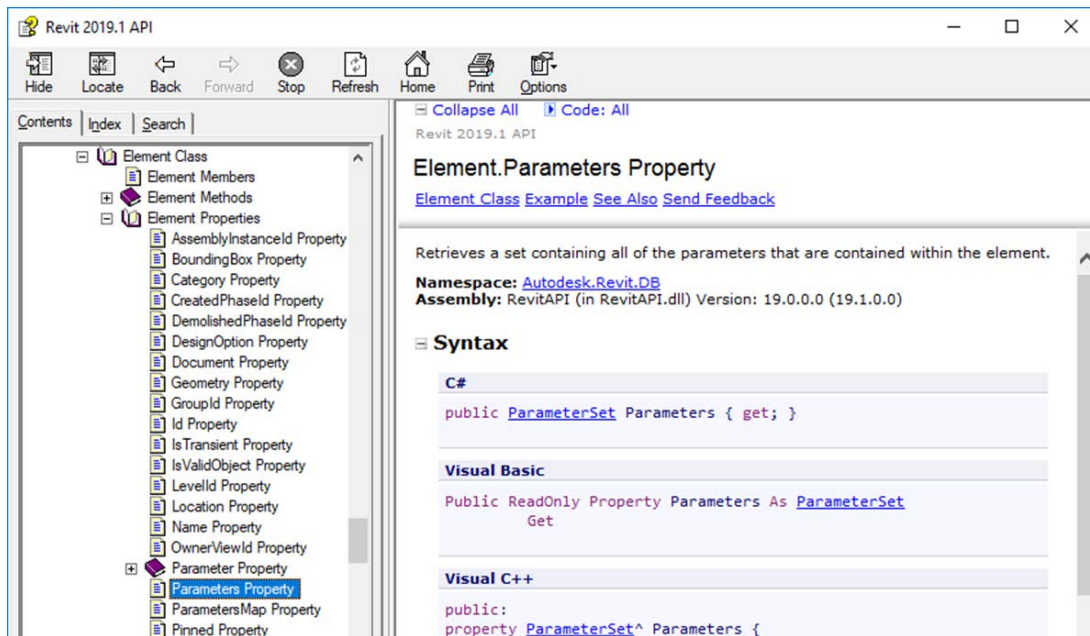 Revit 2019.1 API
Hide Locate Back Forward Stop Refresh Home Print Options
Contents Index Search
Element Class
Element Members
Element Methods
Element Properties
AssemblyInstanceId Property
BoundingBox Property
Category Property
CreatedPhaseId Property
DemolishedPhaseId Property
DesignOption Property
Document Property
Geometry Property
GroupId Property
Id Property
IsTransient Property
IsValidObject Property
LevelId Property
Location Property
Name Property
OwnerViewId Property
Parameter Property
Parameters Property
ParametersMap Property
Pinned Property
Collapse All Code: All
Revit 2019.1 API
Element.Parameters Property
Element Class Example See Also Send Feedback
Retrieves a set containing all of the parameters that are contained within the element.
Namespace: Autodesk.Revit.DB
Assembly: RevitAPI (in RevitAPI.dll) Version: 19.0.0.0 (19.1.0.0)
Syntax
C#
public ParameterSet Parameters { get; }
Visual Basic
Public ReadOnly Property Parameters As ParameterSet
Get
Visual C++
public:
property ParameterSet^ Parameters {